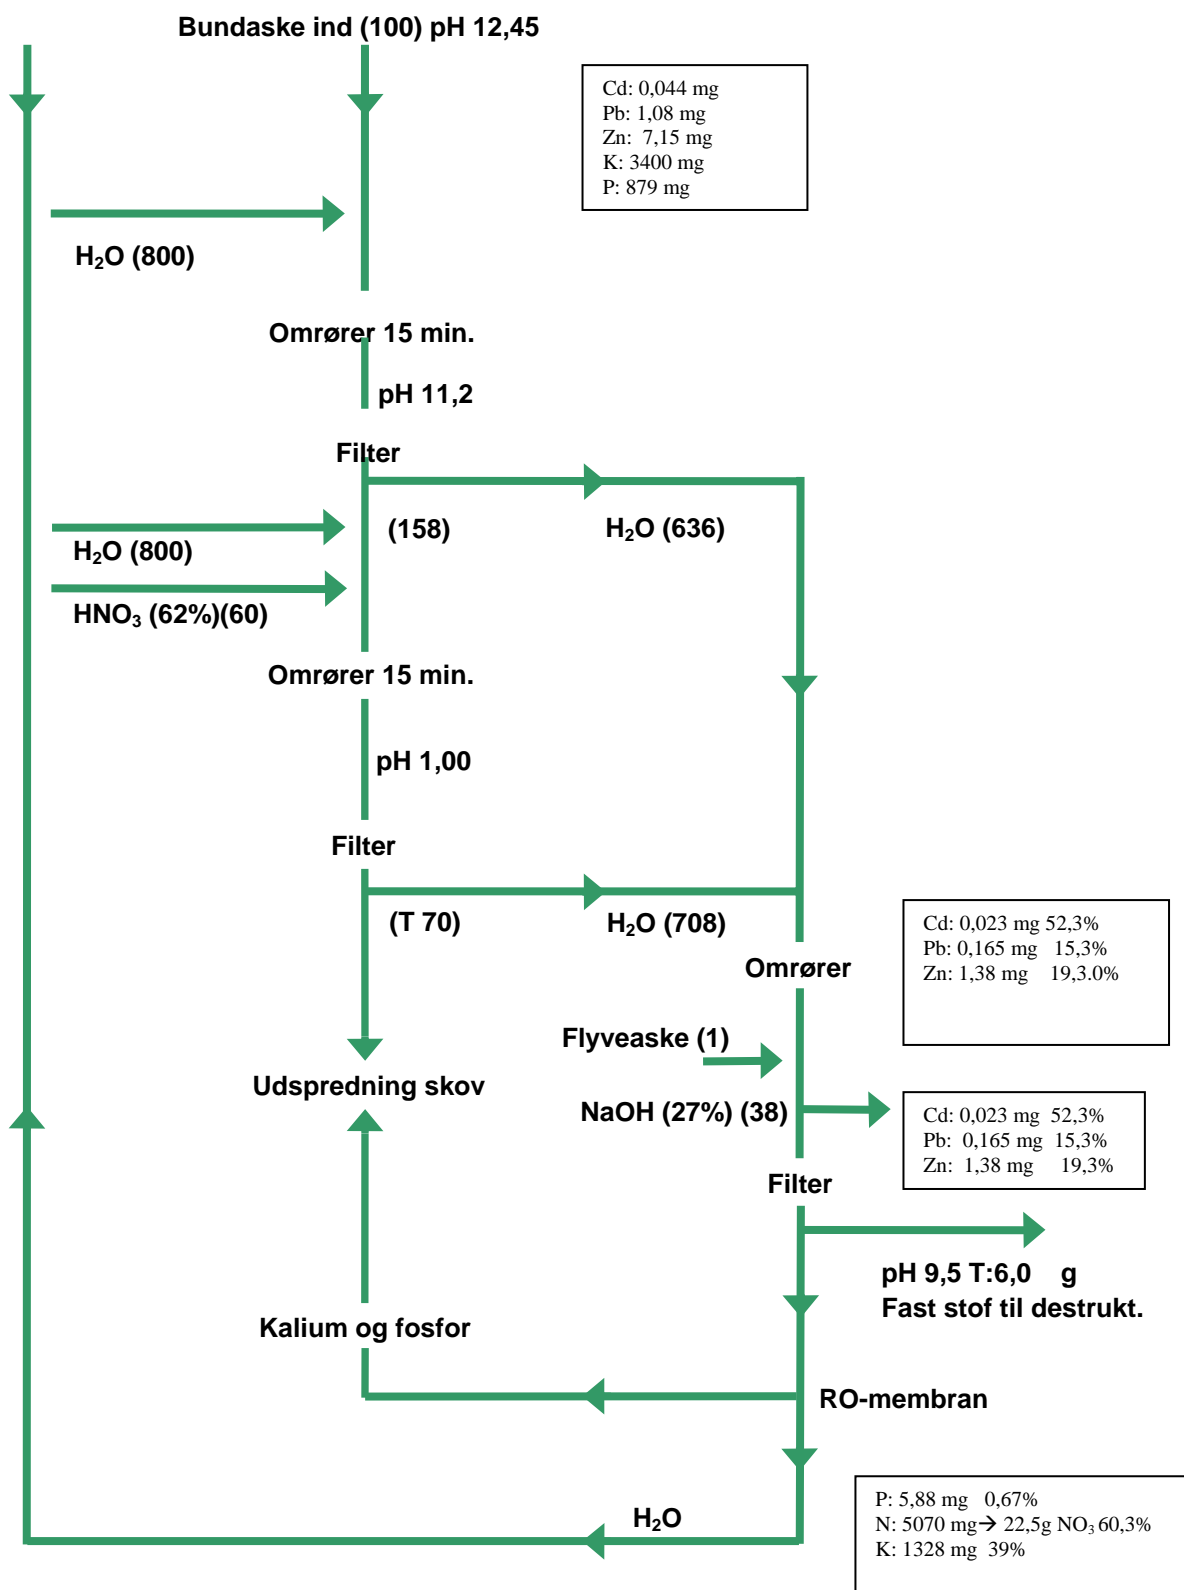 Bundaske ind (100) pH 12,45
Cd: 0,044 mg
Pb: 1,08 mg
Zn: 7,15 mg
K: 3400 mg
P: 879 mg
H₂O (800)
Omrører 15 min.
pH 11,2
Filter
(158)
H₂O (636)
H₂O (800)
HNO₃ (62%)(60)
Omrører 15 min.
pH 1,00
Filter
(T 70)
H₂O (708)
Cd: 0,023 mg 52,3%
Pb: 0,165 mg 15,3%
Zn: 1,38 mg 19,3.0%
Omrører
Flyveaske (1)
Udspredning skov
NaOH (27%) (38)
Cd: 0,023 mg 52,3%
Pb: 0,165 mg 15,3%
Zn: 1,38 mg 19,3%
Filter
pH 9,5 T:6,0 g
Fast stof til destrukt.
Kalium og fosfor
RO-membran
P: 5,88 mg 0,67%
N: 5070 mg→ 22,5g NO₃ 60,3%
K: 1328 mg 39%
H₂O